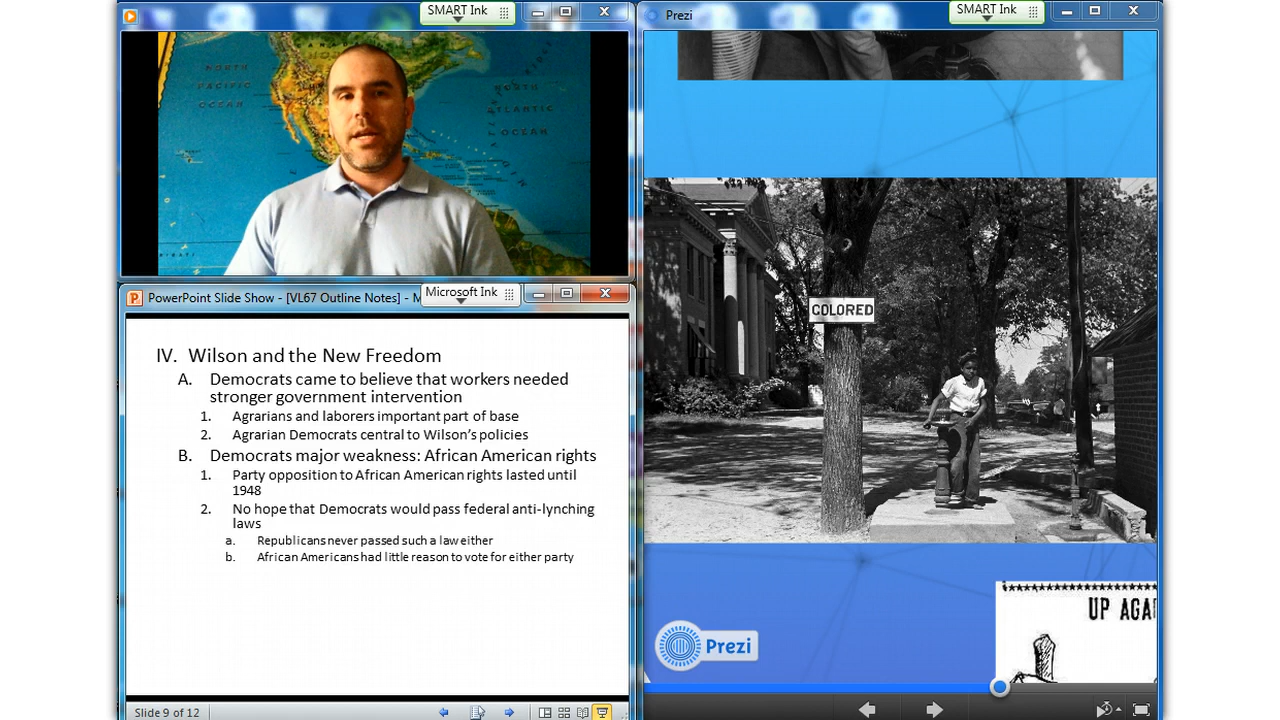 SMART Ink
SOUTH
PACIFIC
OCEAN
NORTH
ATLANTIC
OCEAN
PowerPoint Slide Show - [VL67 Outline Notes] - M
Microsoft Ink
IV. Wilson and the New Freedom
A. Democrats came to believe that workers needed
stronger government intervention
1. Agrarians and laborers important part of base
2. Agrarian Democrats central to Wilson's policies
B. Democrats major weakness: African American rights
1. Party opposition to African American rights lasted until
1948
2. No hope that Democrats would pass federal anti-lynching
laws
a. Republicans never passed such a law either
b. African Americans had little reason to vote for either party
Slide 9 of 12
Prezi
SMART Ink
COLORED
UP AGA
Prezi